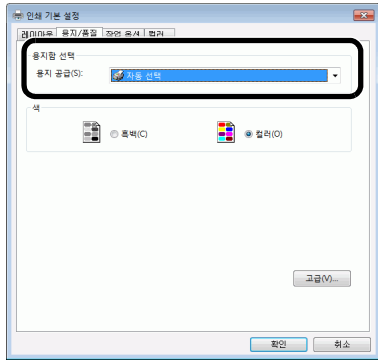 인쇄 기본 설정
레이아웃 용지/품질 작업 옵션 컬러
용지함 선택
용지 공급(S): 자동 선택
색
흑백(C) 컬러(O)
고급(V)...
확인 취소